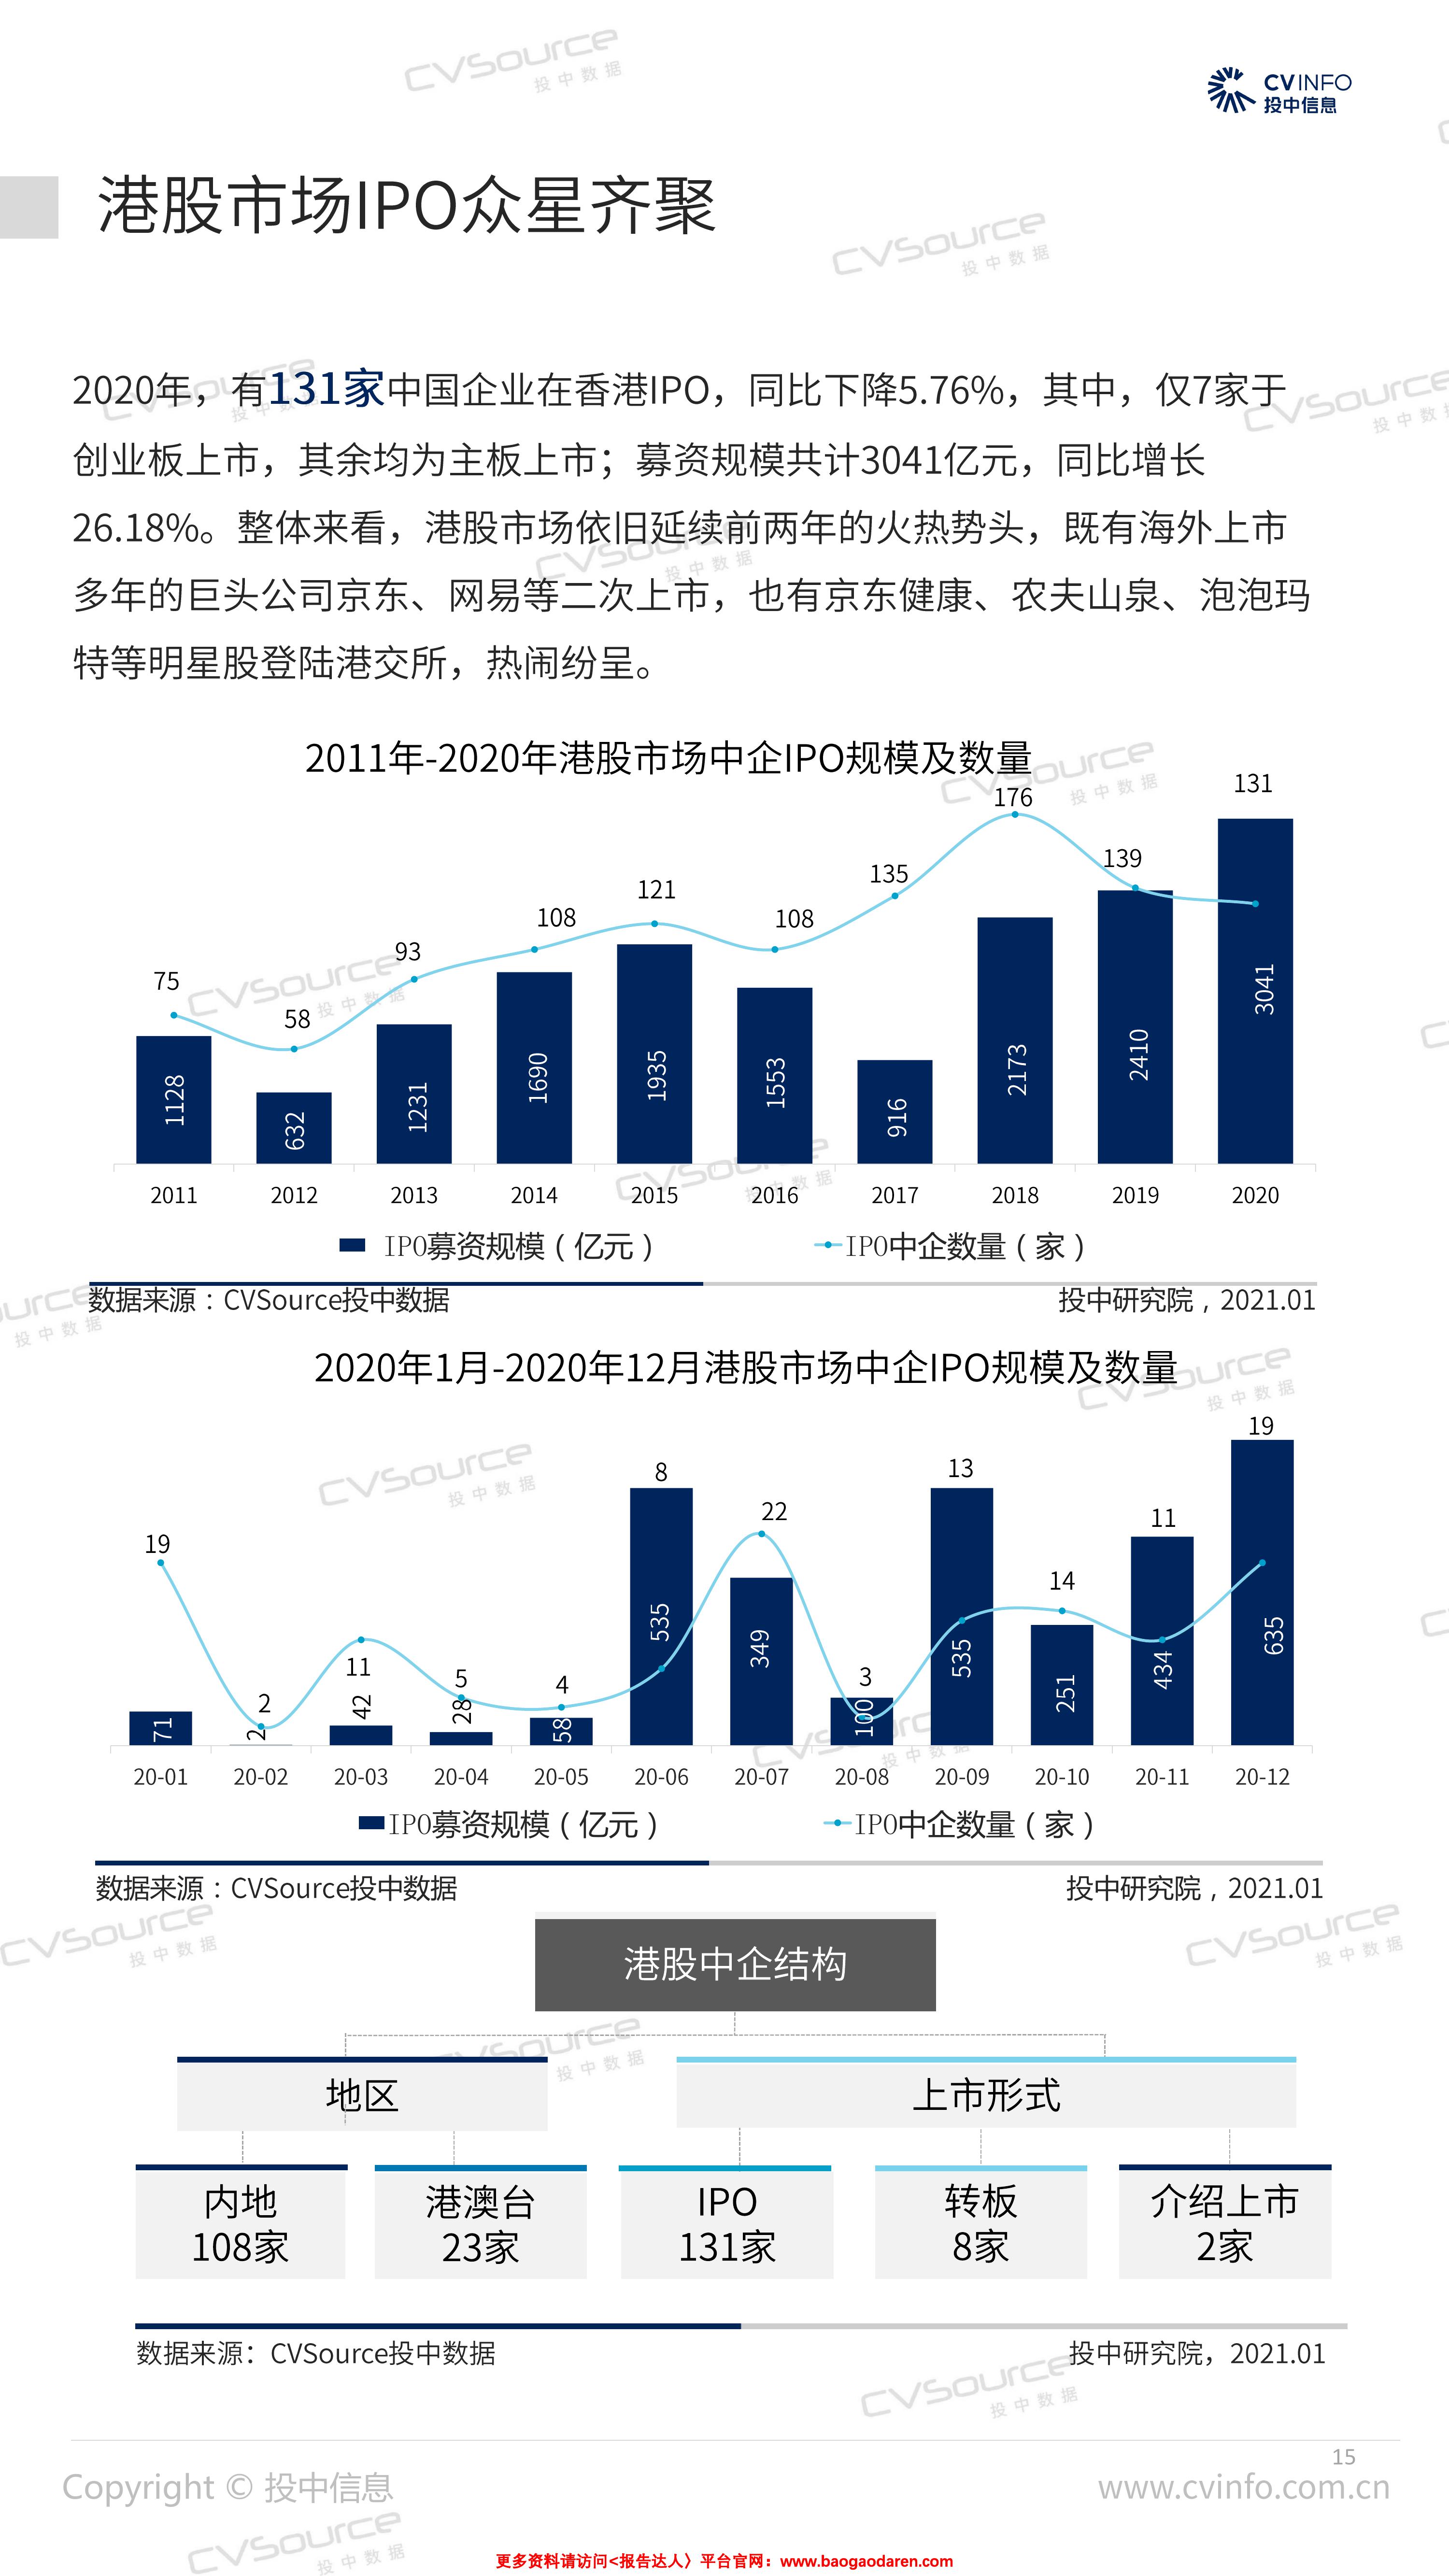 CVINFO
投中信息
港股市场IPO众星齐聚
2020年，有131家中国企业在香港IPO，同比下降5.76%，其中，仅7家于
创业板上市，其余均为主板上市；募资规模共计3041亿元，同比增长
26.18%。整体来看，港股市场依旧延续前两年的火热势头，既有海外上市
多年的巨头公司京东、网易等二次上市，也有京东健康、农夫山泉、泡泡玛
特等明星股登陆港交所，热闹纷呈。
2011年-2020年港股市场中企IPO规模及数量
75 58 93 108 121 108 135 176 139 131
1128 632 1231 1690 1935 1553 916 2173 2410 3041
2011 2012 2013 2014 2015 2016 2017 2018 2019 2020
IPO募资规模（亿元） IPO中企数量（家）
数据来源：CVSource投中数据 投中研究院，2021.01
2020年1月-2020年12月港股市场中企IPO规模及数量
19 2 11 5 4 8 22 3 13 14 11 19
71 2 42 28 58 535 349 100 535 251 434 635
20-01 20-02 20-03 20-04 20-05 20-06 20-07 20-08 20-09 20-10 20-11 20-12
IPO募资规模（亿元） IPO中企数量（家）
数据来源：CVSource投中数据 投中研究院，2021.01
港股中企结构
地区 上市形式
内地 港澳台 IPO 转板 介绍上市
108家 23家 131家 8家 2家
数据来源：CVSource投中数据 投中研究院，2021.01
15
Copyright © 投中信息 www.cvinfo.com.cn
CVSource
投中数据
更多资料请访问<报告达人〉平台官网：www.baogaodaren.com